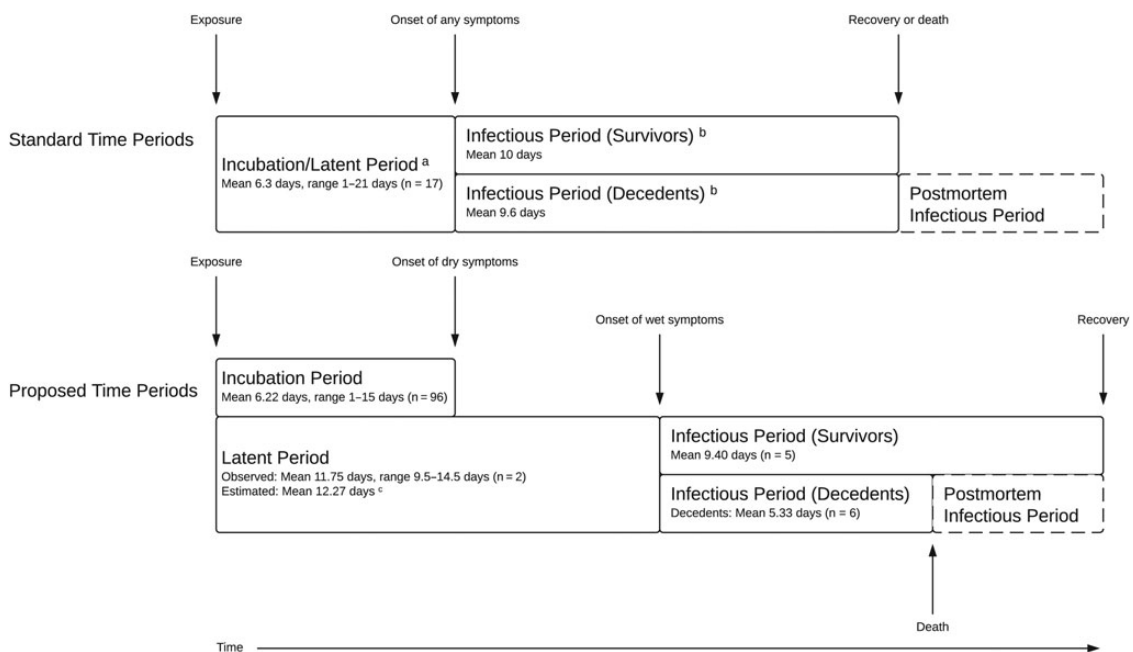 Exposure
Onset of any symptoms
Recovery or death
Standard Time Periods
Incubation/Latent Period a
Mean 6.3 days, range 1–21 days (n = 17)
Infectious Period (Survivors) b
Mean 10 days
Infectious Period (Decedents) b
Mean 9.6 days
Postmortem
Infectious Period
Exposure
Onset of dry symptoms
Onset of wet symptoms
Recovery
Proposed Time Periods
Incubation Period
Mean 6.22 days, range 1–15 days (n = 96)
Latent Period
Observed: Mean 11.75 days, range 9.5–14.5 days (n = 2)
Estimated: Mean 12.27 days c
Infectious Period (Survivors)
Mean 9.40 days (n = 5)
Infectious Period (Decedents)
Decedents: Mean 5.33 days (n = 6)
Postmortem
Infectious Period
Death
Time